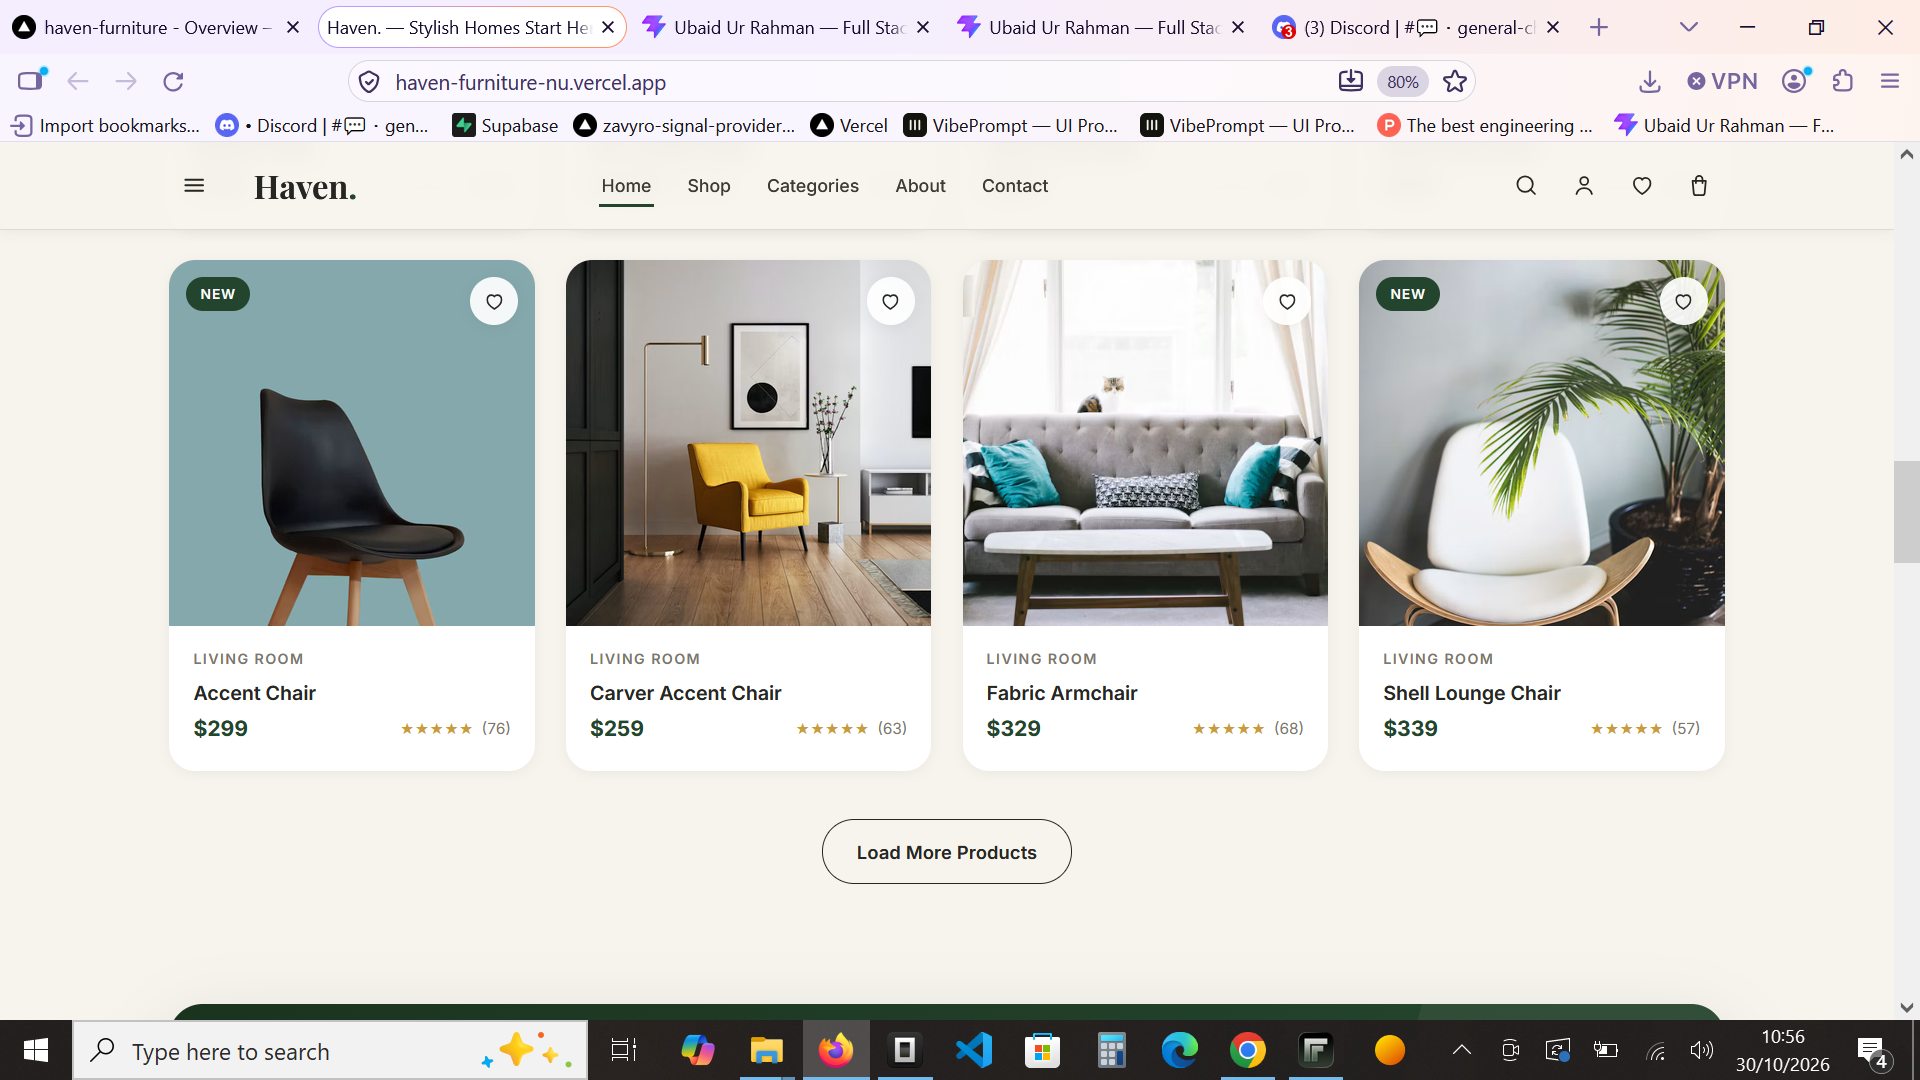 haven-furniture - Overview –
Haven. — Stylish Homes Start He
Ubaid Ur Rahman — Full Stac
Ubaid Ur Rahman — Full Stac
(3) Discord | #💬 · general-c
haven-furniture-nu.vercel.app
80%
VPN
Import bookmarks...
• Discord | #💬 · gen...
Supabase
zavyro-signal-provider...
Vercel
VibePrompt — UI Pro...
VibePrompt — UI Pro...
The best engineering ...
Ubaid Ur Rahman — F...
Haven.
Home
Shop
Categories
About
Contact
NEW
NEW
LIVING ROOM
Accent Chair
$299
★★★★★ (76)
LIVING ROOM
Carver Accent Chair
$259
★★★★★ (63)
LIVING ROOM
Fabric Armchair
$329
★★★★★ (68)
LIVING ROOM
Shell Lounge Chair
$339
★★★★★ (57)
Load More Products
Type here to search
10:56
30/10/2026
4